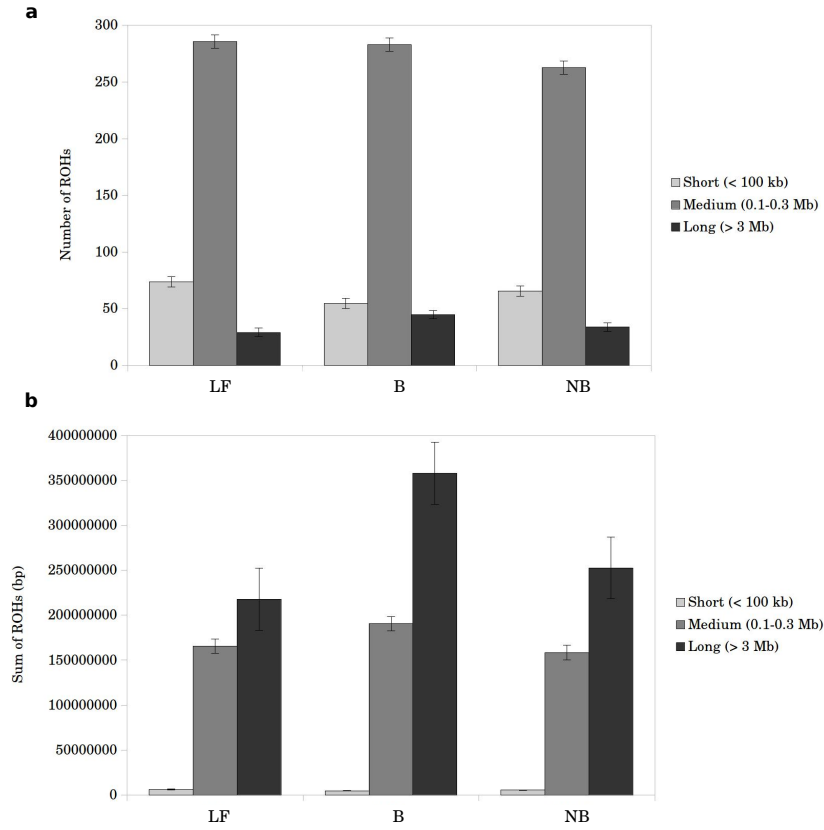 a
300
250
200
150
100
50
0
Number of ROHs
LF B NB
Short (< 100 kb)
Medium (0.1-0.3 Mb)
Long (> 3 Mb)
b
400000000
350000000
300000000
250000000
200000000
150000000
100000000
50000000
0
Sum of ROHs (bp)
LF B NB
Short (< 100 kb)
Medium (0.1-0.3 Mb)
Long (> 3 Mb)